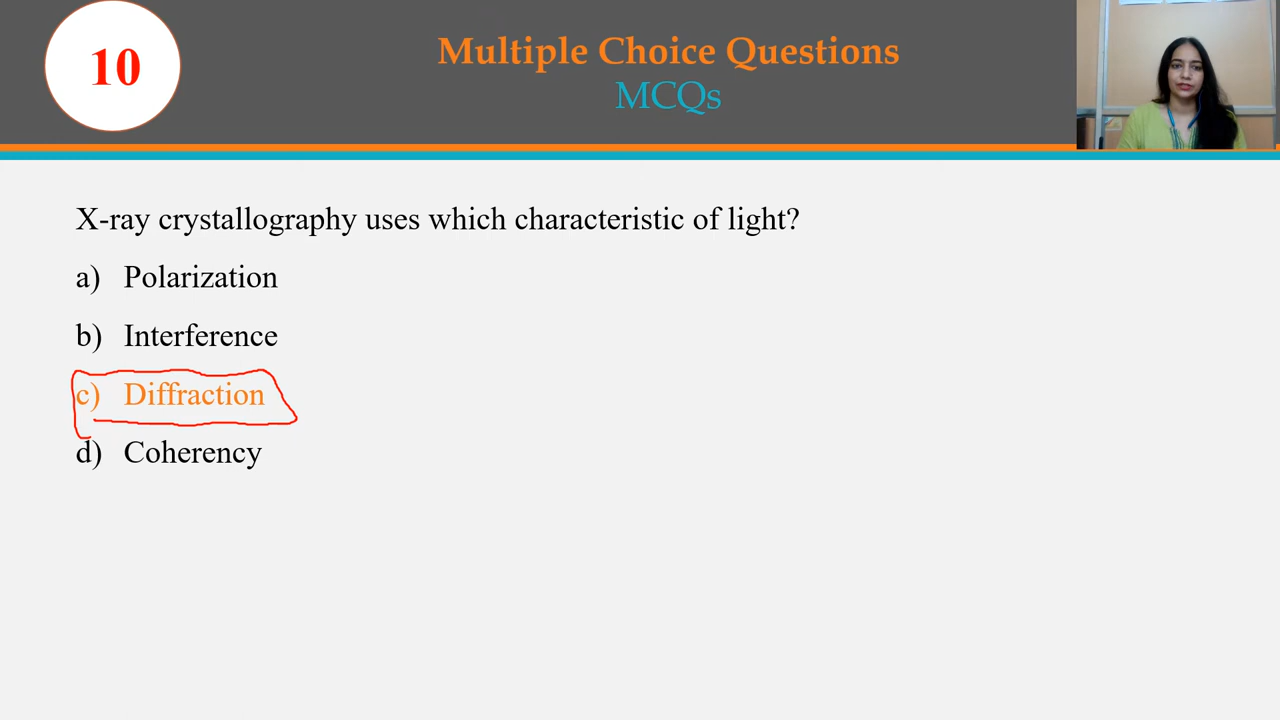 10
Multiple Choice Questions
MCQs
X-ray crystallography uses which characteristic of light?
a) Polarization
b) Interference
c) Diffraction
d) Coherency